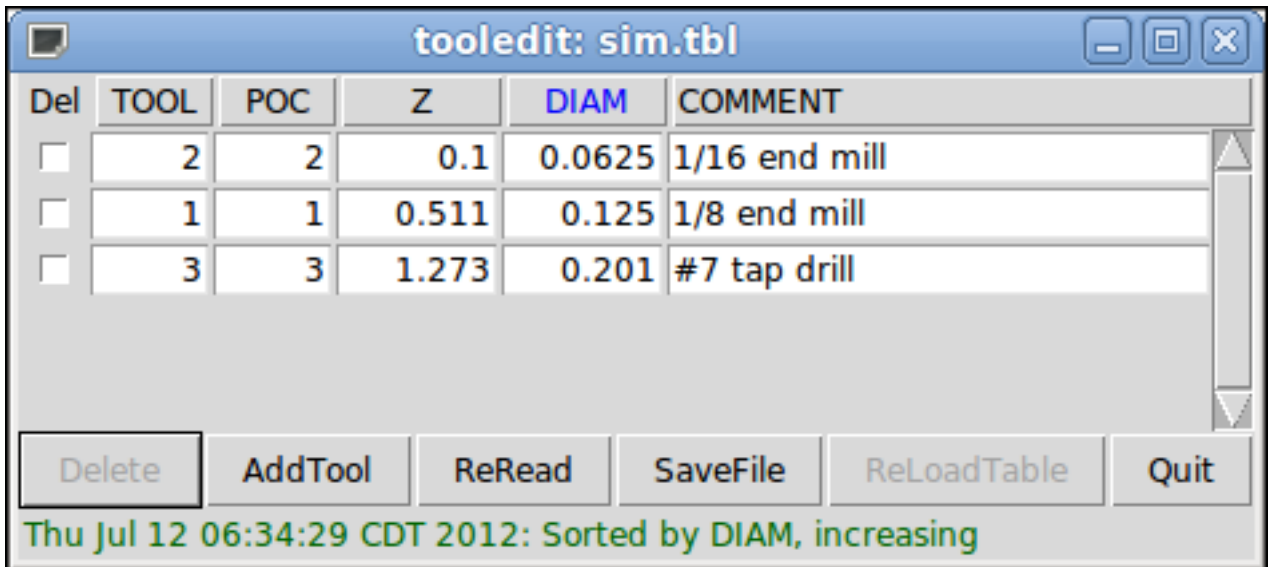 tooledit: sim.tbl
Del TOOL POC Z DIAM COMMENT
2 2 0.1 0.0625 1/16 end mill
1 1 0.511 0.125 1/8 end mill
3 3 1.273 0.201 #7 tap drill
Delete AddTool ReRead SaveFile ReLoadTable Quit
Thu Jul 12 06:34:29 CDT 2012: Sorted by DIAM, increasing